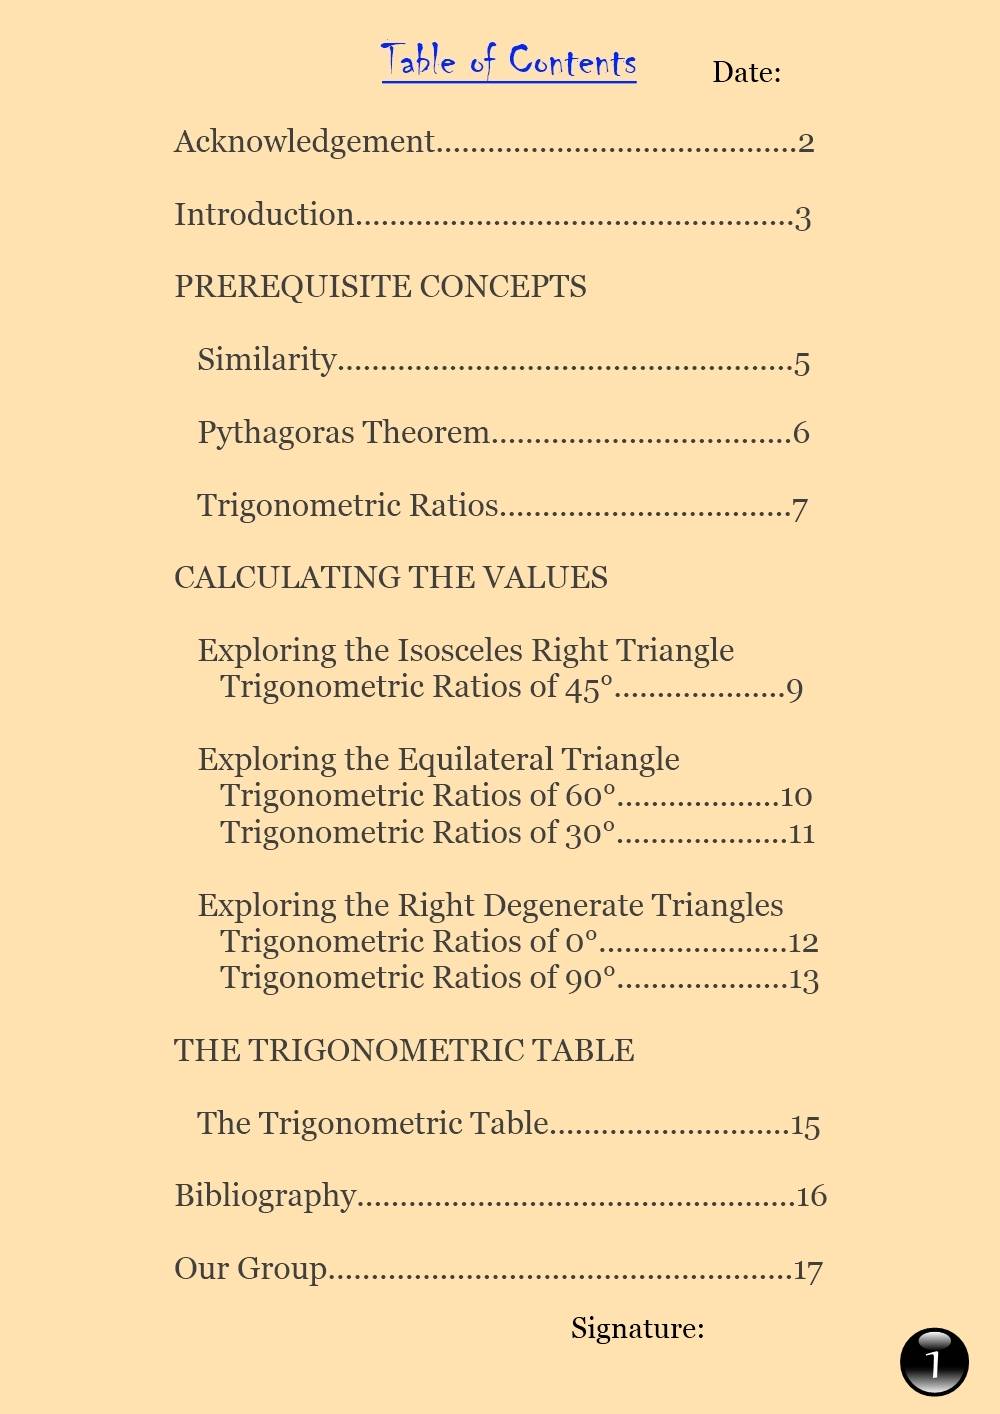 Table of Contents Date:
Acknowledgement..........................................2
Introduction...................................................3
PREREQUISITE CONCEPTS
Similarity.....................................................5
Pythagoras Theorem...................................6
Trigonometric Ratios..................................7
CALCULATING THE VALUES
Exploring the Isosceles Right Triangle
Trigonometric Ratios of 45°....................9
Exploring the Equilateral Triangle
Trigonometric Ratios of 60°...................10
Trigonometric Ratios of 30°....................11
Exploring the Right Degenerate Triangles
Trigonometric Ratios of 0°......................12
Trigonometric Ratios of 90°....................13
THE TRIGONOMETRIC TABLE
The Trigonometric Table............................15
Bibliography...................................................16
Our Group......................................................17
Signature:
1